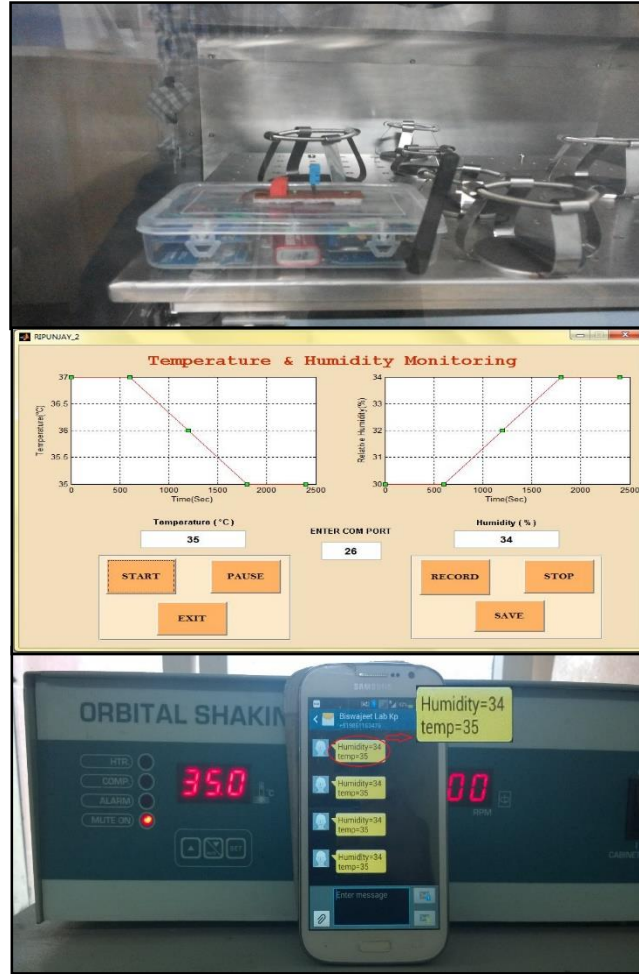 RIPUNJAY_2
Temperature & Humidity Monitoring
Temperature(°C)
37
36.5
36
35.5
35
0 500 1000 1500 2000 2500
Time(Sec)
Relative Humidity(%)
34
33
32
31
30
0 500 1000 1500 2000 2500
Time(Sec)
Temperature (°C)
35
ENTER COM PORT
26
Humidity (%)
34
START
PAUSE
EXIT
RECORD
STOP
SAVE
ORBITAL SHAKIN
HTR
COMP
ALARM
MUTE ON
35.0
°C
SET
00
RPM
CABINE
SAMSUNG
Biswajeet Lab Kp
Humidity=34
temp=35
Humidity=34
temp=35
Humidity=34
temp=35
Humidity=34
temp=35
Enter message
Humidity=34
temp=35